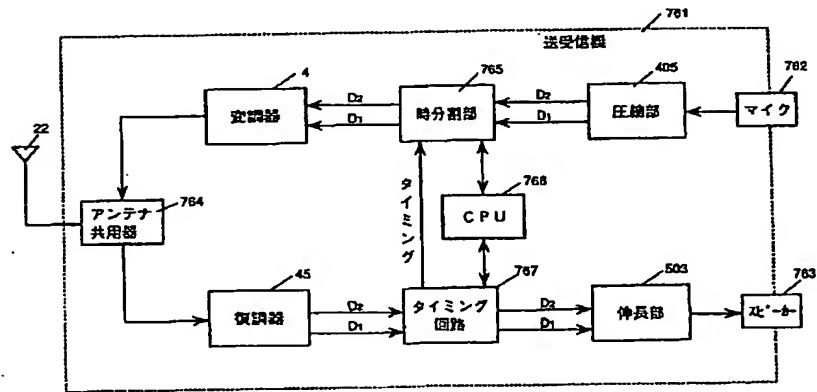 761
送受信機
4
765
405
762
変調器
D2
D1
時分割部
D2
D1
圧縮部
マイク
22
764
アンテナ
共用器
タイミング
766
CPU
45
767
503
763
復調器
D2
D1
タイミング
回路
D2
D1
伸長部
スピーカー